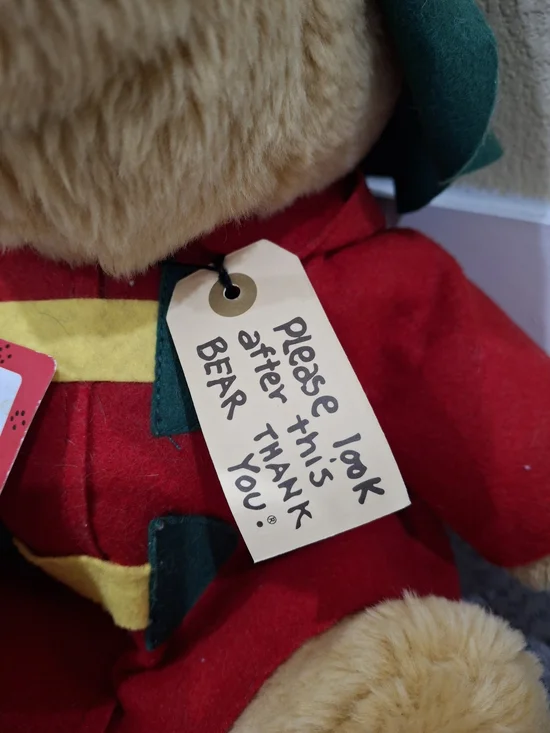 Please look
after this
BEAR THANK
YOU.®